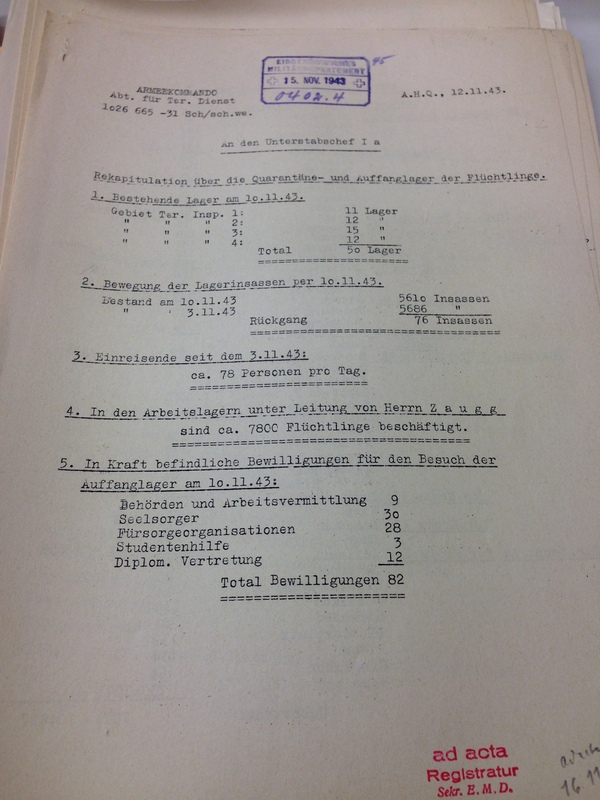 EIDGENÖSSISCHES
MILITÄRDEPARTEMENT
15. NOV. 1943
0402.4
ARMEEKOMMANDO
Abt. für Ter. Dienst
1o26 665 -31 Sch/sch.we.
A.H.Q., 12.11.43.
An den Unterstabschef I a
Rekapitulation über die Quarantäne- und Auffanglager der Flüchtlinge.
1. Bestehende Lager am 1o.11.43.
Gebiet Ter. Insp. 1: 11 Lager
" " " 2: 12 "
" " " 3: 15 "
" " " 4: 12 "
Total 5o Lager
2. Bewegung der Lagerinsassen per 1o.11.43.
Bestand am 1o.11.43 561o Insassen
" " 3.11.43 5686 "
Rückgang 76 Insassen
3. Einreisende seit dem 3.11.43:
ca. 78 Personen pro Tag.
4. In den Arbeitslagern unter Leitung von Herrn Z a u g g
sind ca. 7800 Flüchtlinge beschäftigt.
5. In Kraft befindliche Bewilligungen für den Besuch der
Auffanglager am 1o.11.43:
Behörden und Arbeitsvermittlung 9
Seelsorger 3o
Fürsorgeorganisationen 28
Studentenhilfe 3
Diplom. Vertretung 12
Total Bewilligungen 82
ad acta
Registratur
Sekr. E. M. D.
16.11